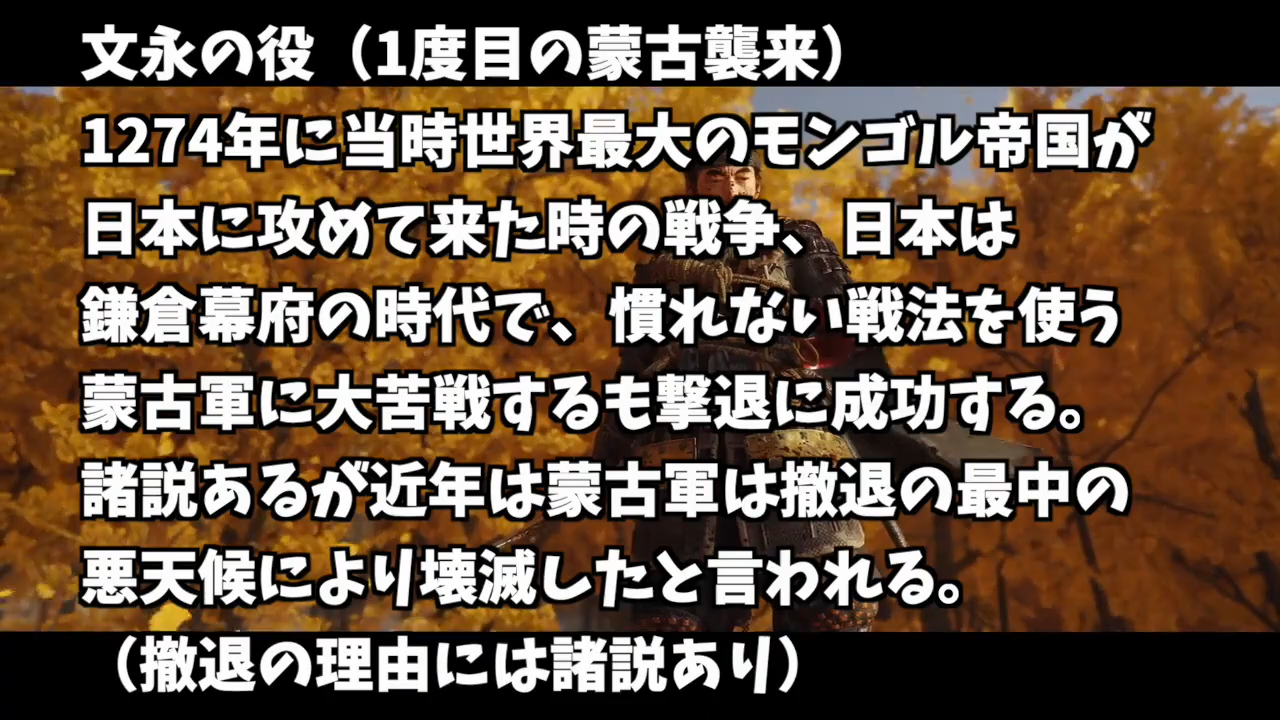 文永の役（1度目の蒙古襲来）
1274年に当時世界最大のモンゴル帝国が
日本に攻めて来た時の戦争、日本は
鎌倉幕府の時代で、慣れない戦法を使う
蒙古軍に大苦戦するも撃退に成功する。
諸説あるが近年は蒙古軍は撤退の最中の
悪天候により壊滅したと言われる。
（撤退の理由には諸説あり）